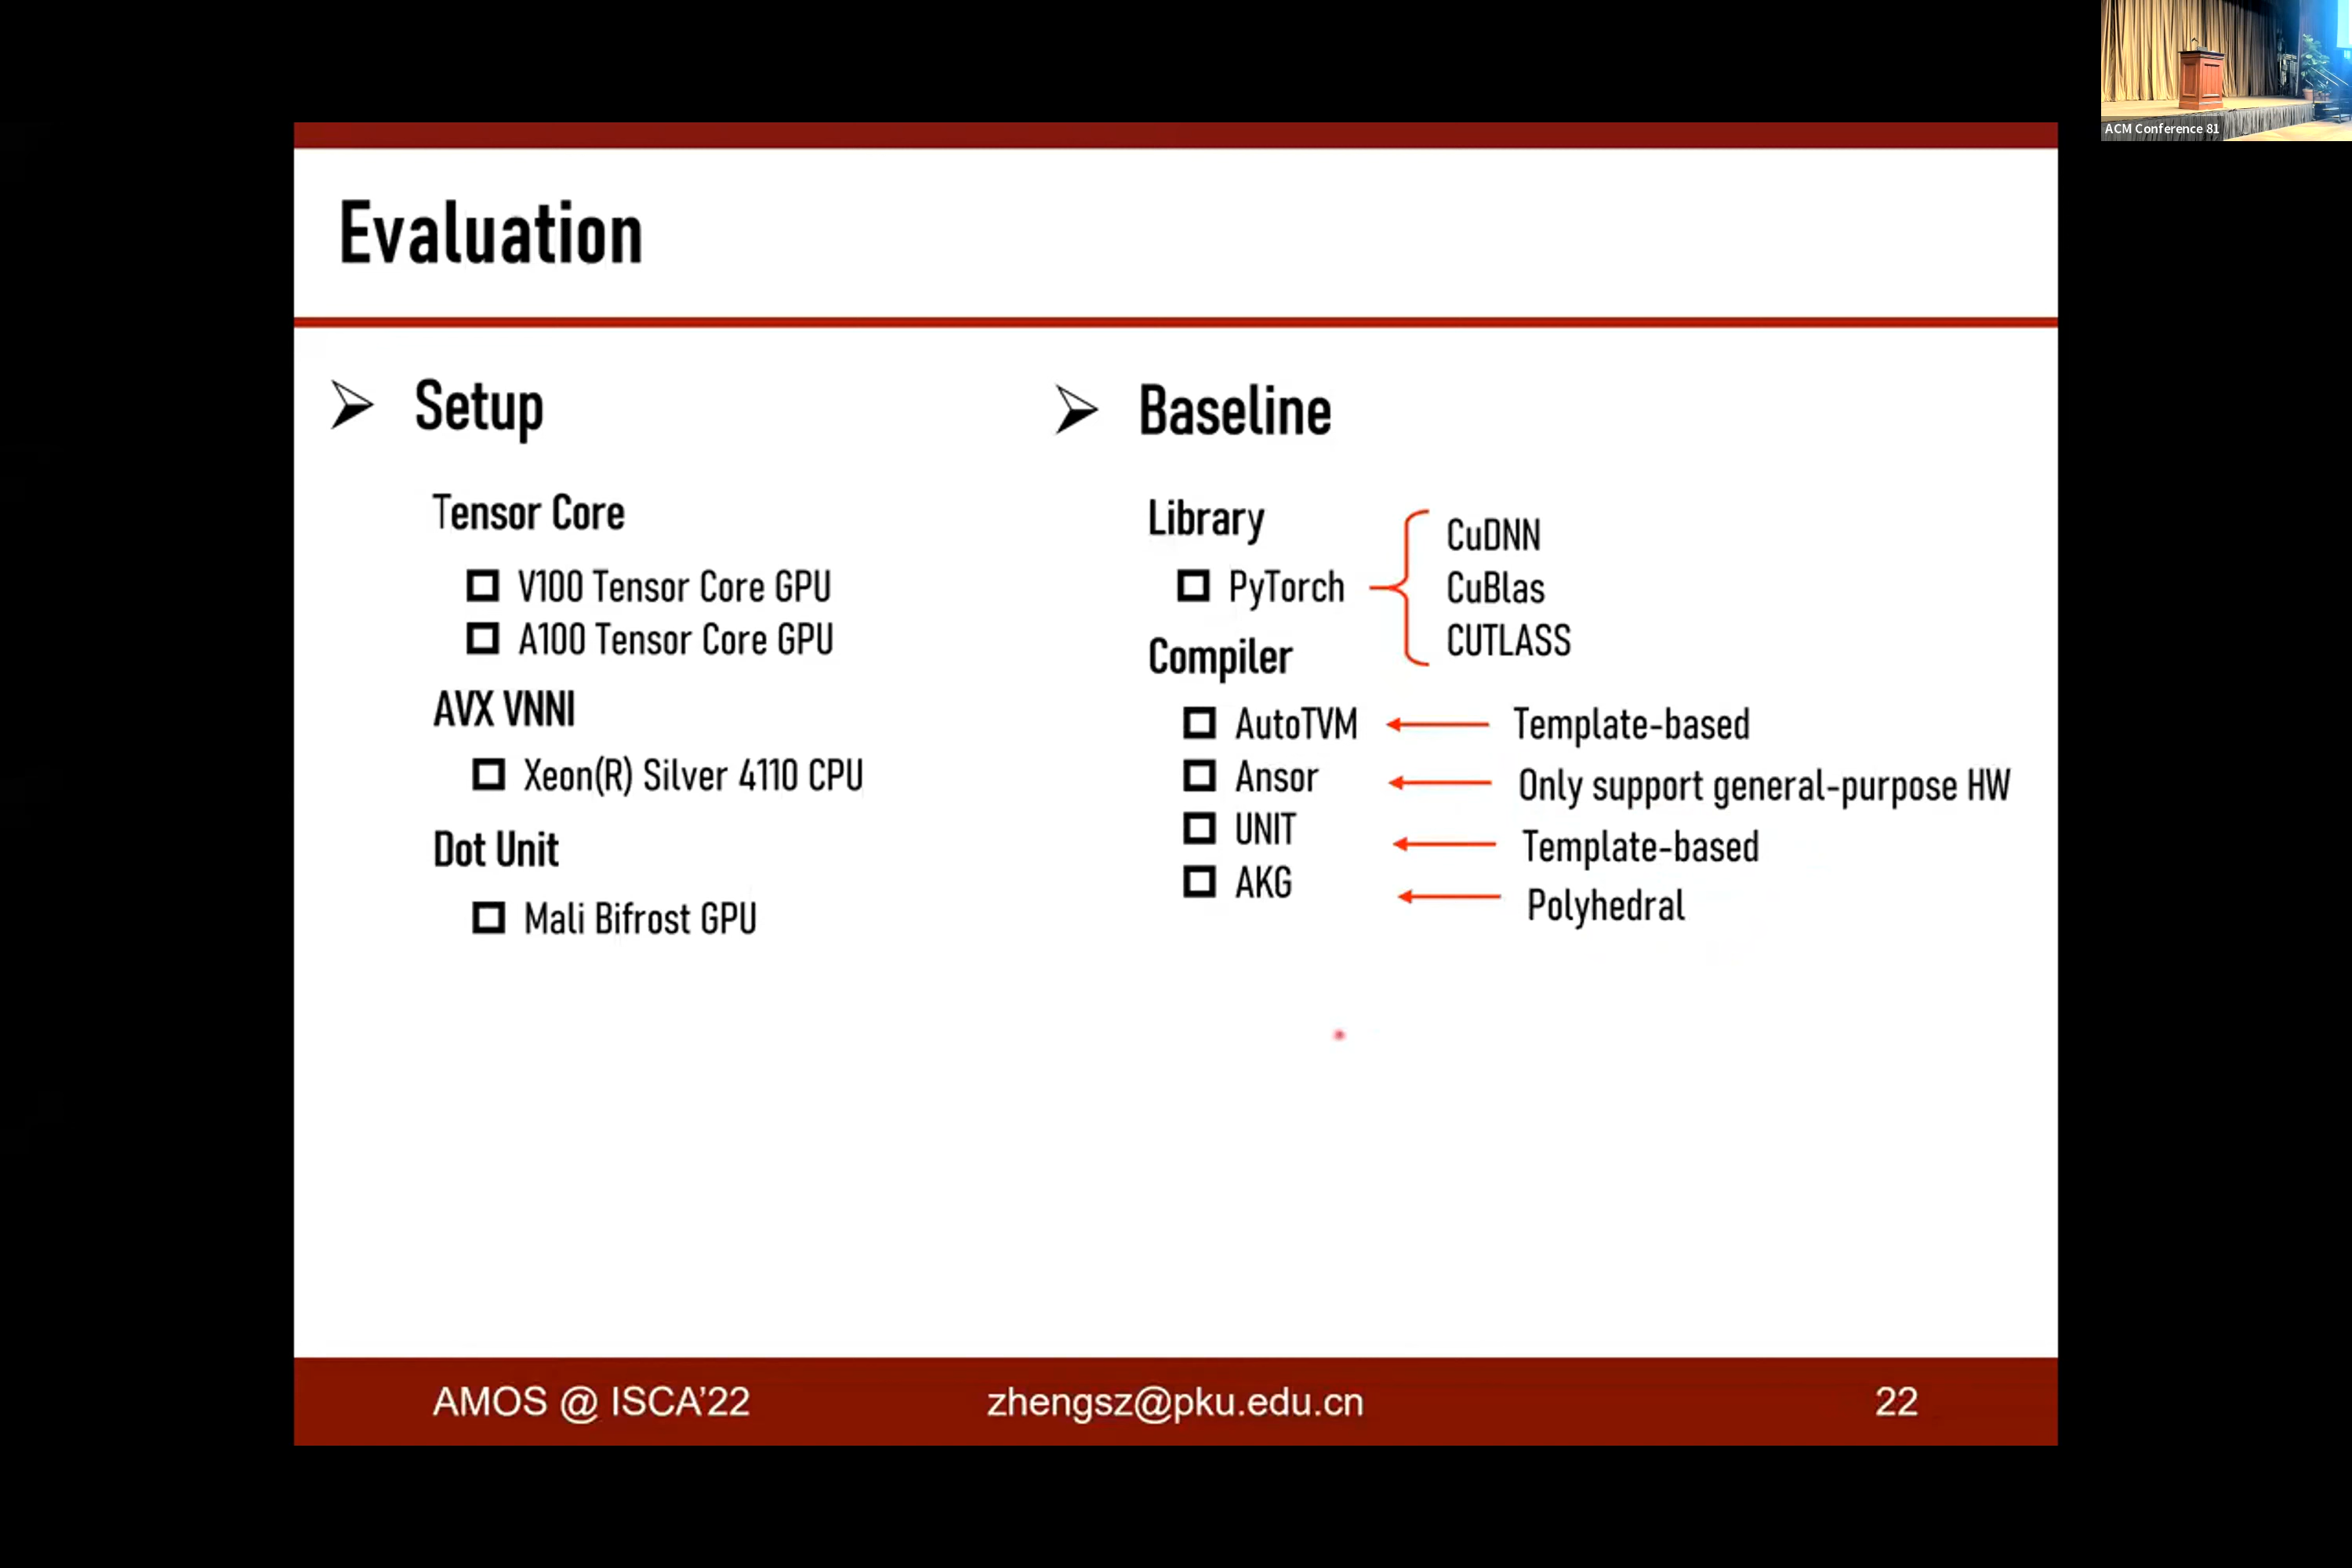 ACM Conference 81
Evaluation
Setup
Tensor Core
V100 Tensor Core GPU
A100 Tensor Core GPU
AVX VNNI
Xeon(R) Silver 4110 CPU
Dot Unit
Mali Bifrost GPU
Baseline
Library
PyTorch
CuDNN
CuBlas
CUTLASS
Compiler
AutoTVM
Template-based
Ansor
Only support general-purpose HW
UNIT
Template-based
AKG
Polyhedral
AMOS @ ISCA’22
zhengsz@pku.edu.cn
22